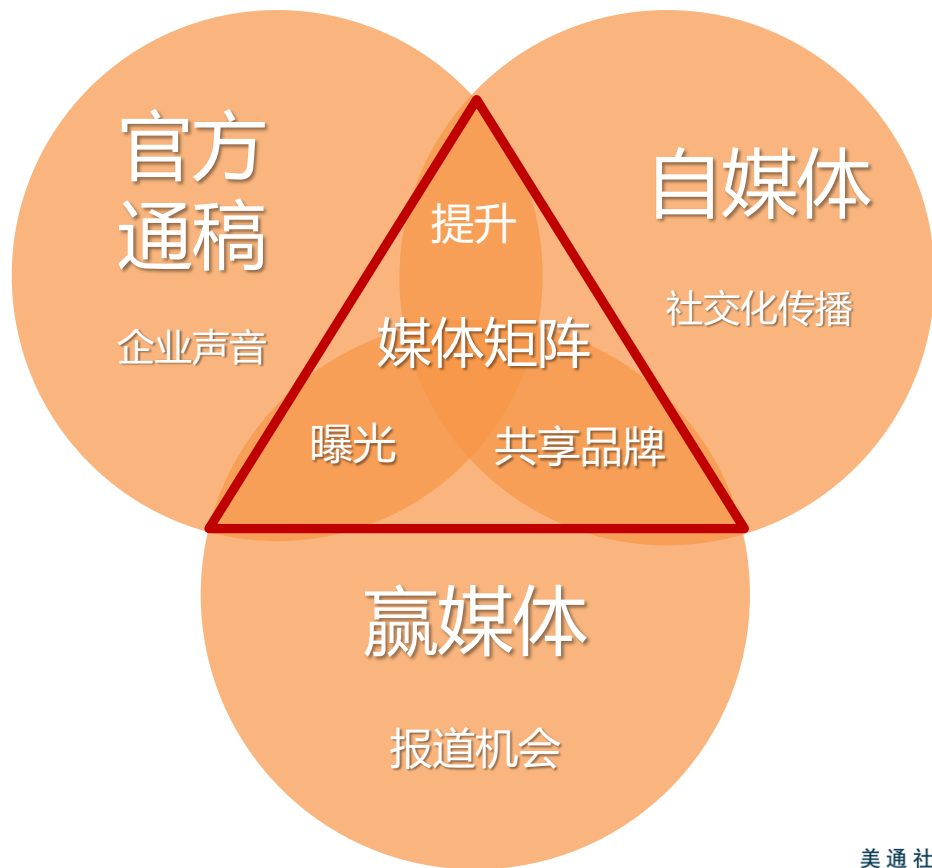 官方
通稿
企业声音
自媒体
社交化传播
提升
媒体矩阵
曝光
共享品牌
赢媒体
报道机会
美通社